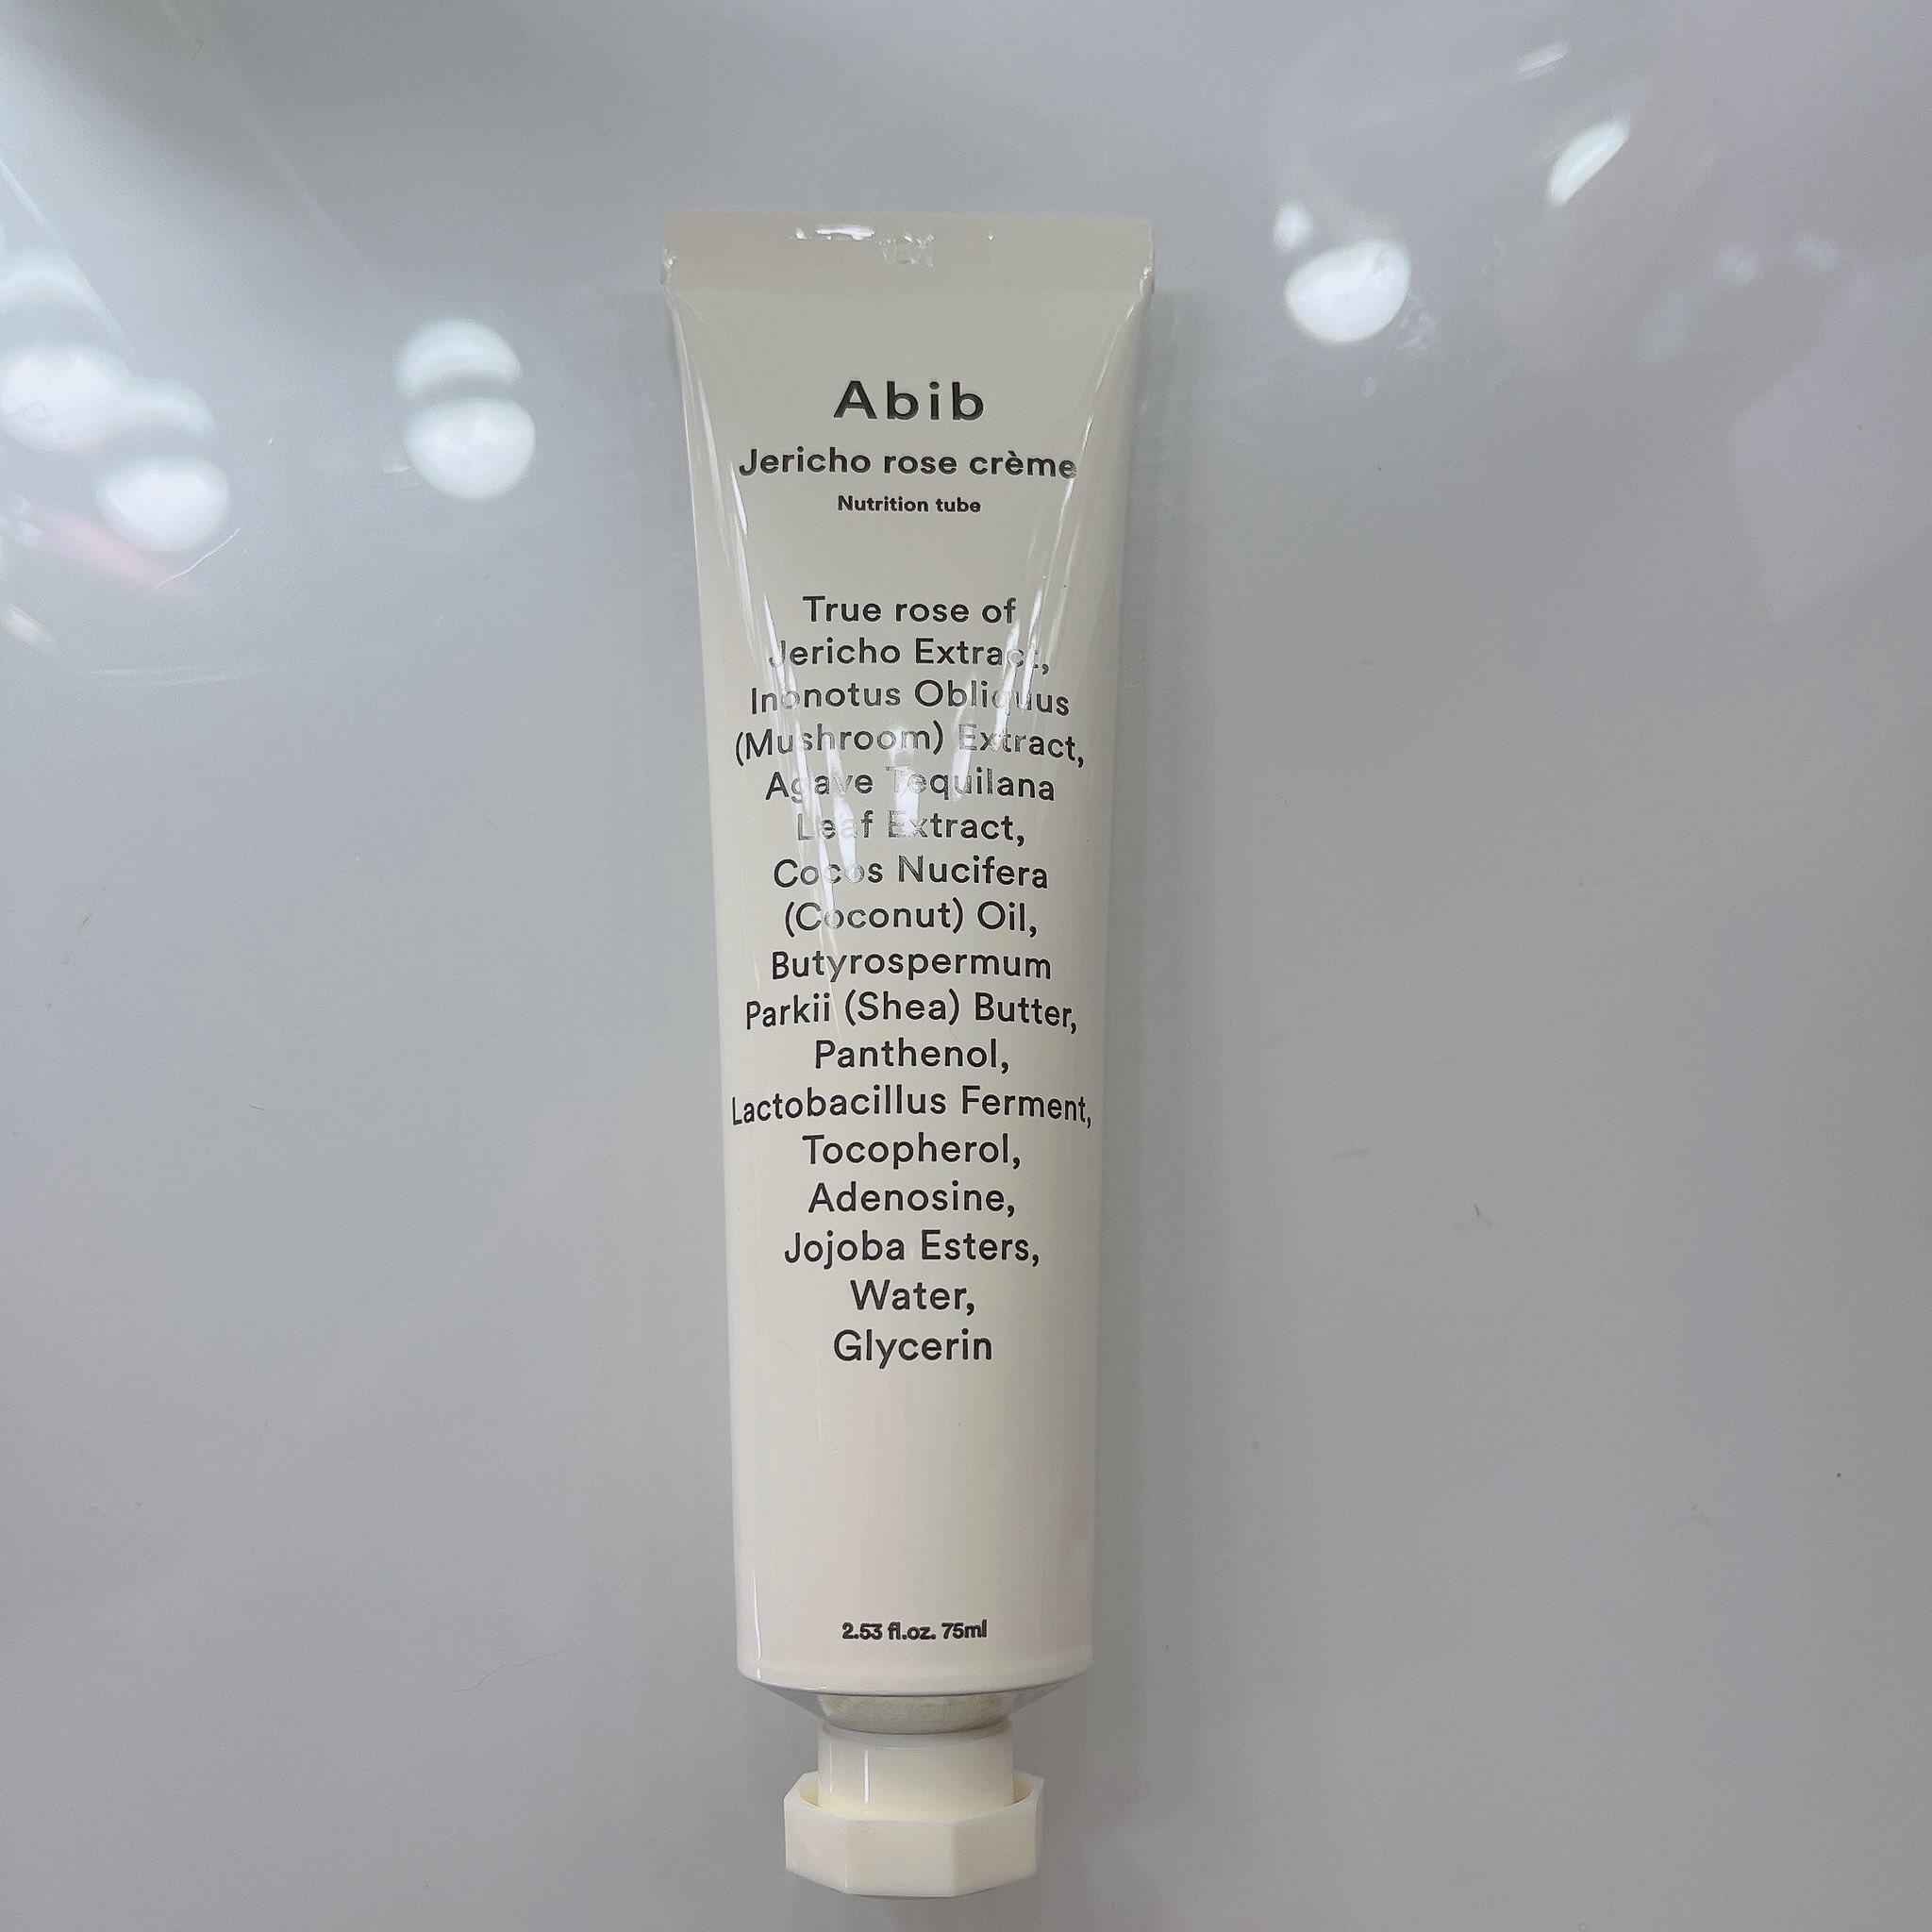 Abib
Jericho rose crème
Nutrition tube
True rose of
Jericho Extract,
Inonotus Obliquus
(Mushroom) Extract,
Agave Tequilana
Leaf Extract,
Cocos Nucifera
(Coconut) Oil,
Butyrospermum
Parkii (Shea) Butter,
Panthenol,
Lactobacillus Ferment,
Tocopherol,
Adenosine,
Jojoba Esters,
Water,
Glycerin
2.53 fl.oz. 75ml